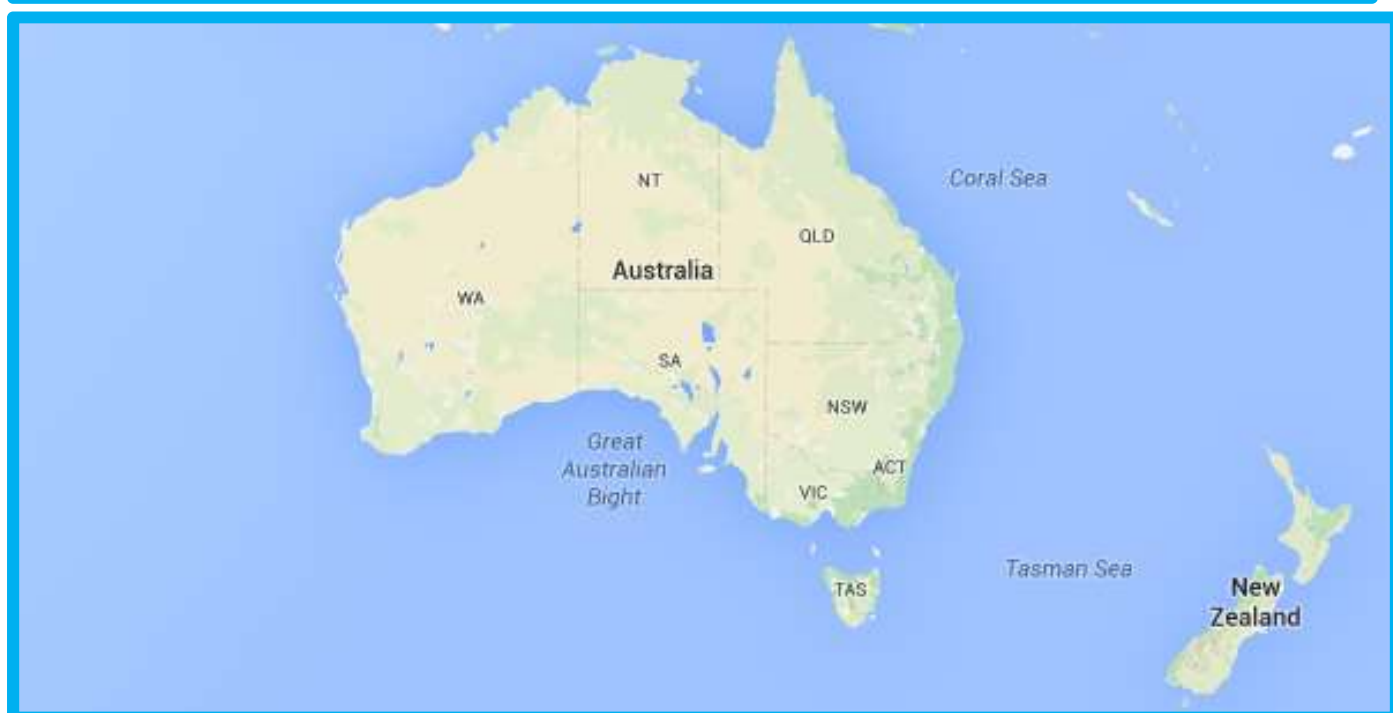 Coral Sea
NT
QLD
Australia
WA
SA
NSW
Great
Australian
Bight
ACT
VIC
Tasman Sea
TAS
New
Zealand